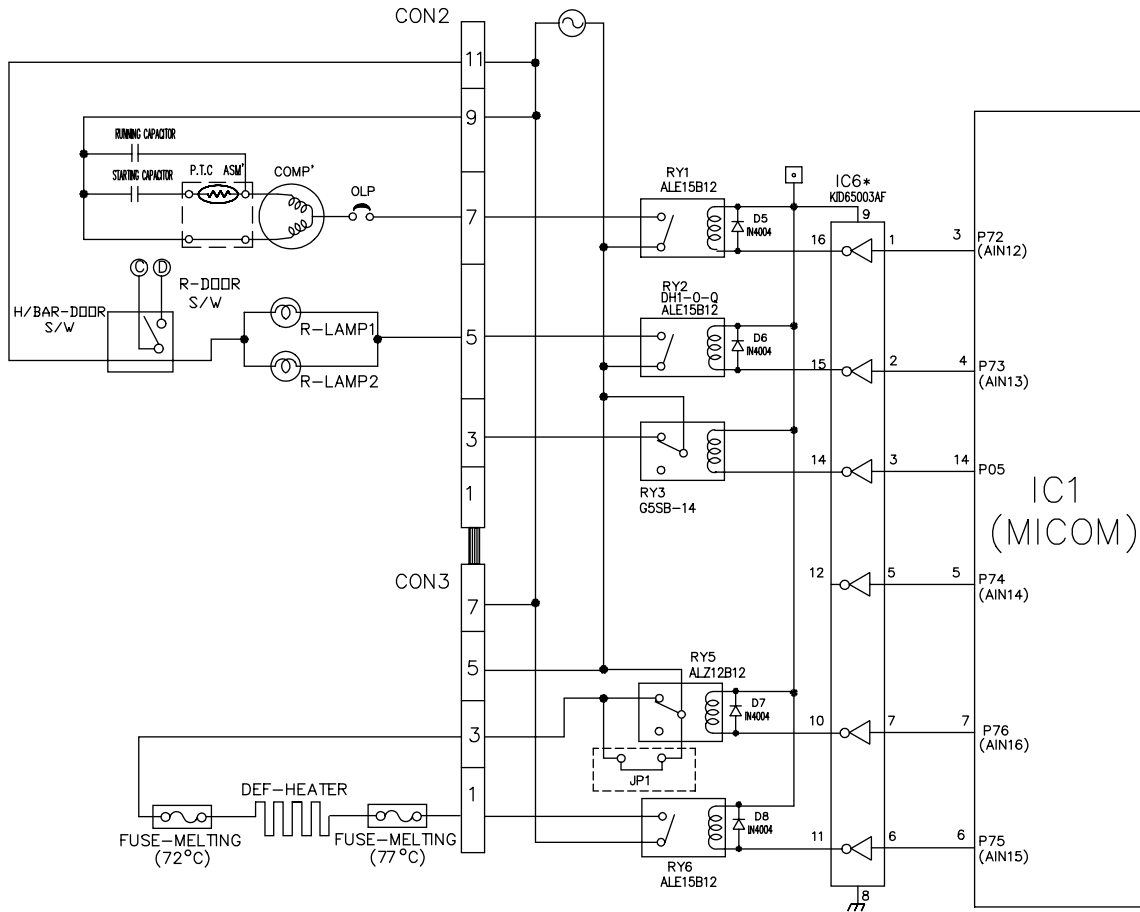 CON2
11
9
7
5
3
1
RUNNING CAPACITOR
STARTING CAPACITOR
P.T.C ASM'
COMP'
OLP
C D
R-DOOR
S/W
H/BAR-DOOR
S/W
R-LAMP1
R-LAMP2
RY1
ALE15B12
D5
IN4004
RY2
DH1-O-Q
ALE15B12
D6
IN4004
RY3
G5SB-14
IC6*
KID65003AF
9
16 1
15 2
14 3
12 5
10 7
11 6
8
3 P72
(AIN12)
4 P73
(AIN13)
14 P05
5 P74
(AIN14)
7 P76
(AIN16)
6 P75
(AIN15)
IC1
(MICOM)
CON3
7
5
3
1
RY5
ALZ12B12
D7
IN4004
JP1
RY6
ALE15B12
D8
IN4004
DEF-HEATER
FUSE-MELTING
(72°C)
FUSE-MELTING
(77°C)